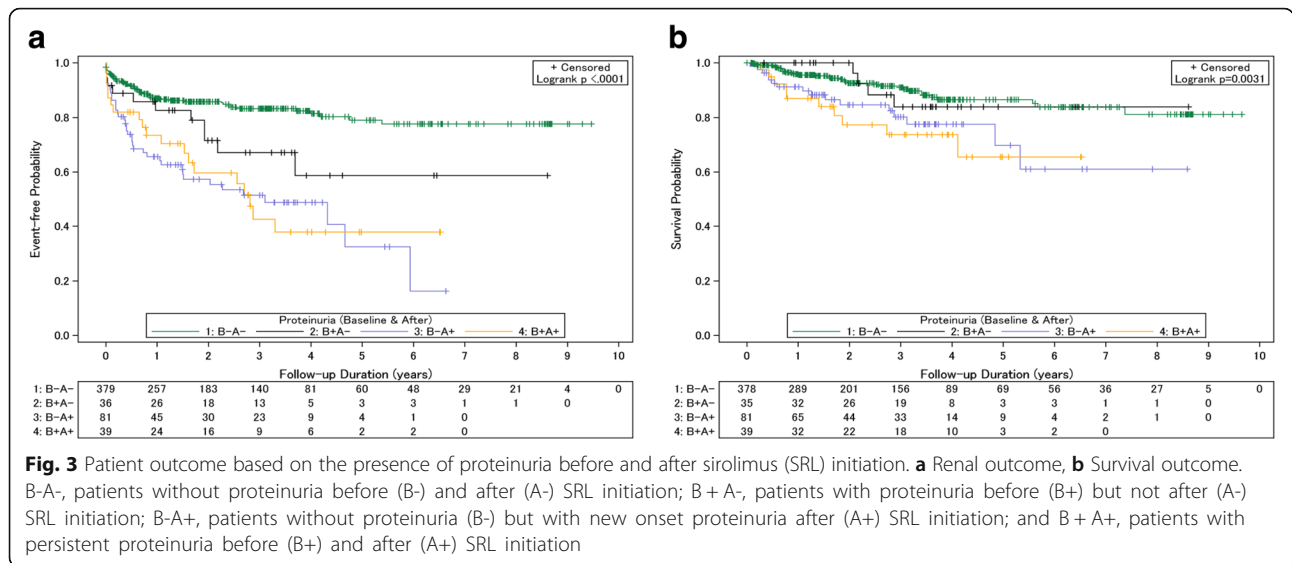 a
+ Censored
Logrank p <.0001
1.0
0.8
0.6
0.4
0.2
0.0
Event-free Probability
Proteinuria (Baseline & After)
1: B-A- 2: B+A- 3: B-A+ 4: B+A+
0 1 2 3 4 5 6 7 8 9 10
Follow-up Duration (years)
1: B-A- 379 257 183 140 81 60 48 29 21 4 0
2: B+A- 36 26 18 13 5 3 3 1 1 0
3: B-A+ 81 45 30 23 9 4 1 0
4: B+A+ 39 24 16 9 6 2 2 0
b
+ Censored
Logrank p=0.0031
1.0
0.8
0.6
0.4
0.2
0.0
Survival Probability
Proteinuria (Baseline & After)
1: B-A- 2: B+A- 3: B-A+ 4: B+A+
0 1 2 3 4 5 6 7 8 9 10
Follow-up Duration (years)
1: B-A- 378 289 201 156 89 69 56 36 27 5 0
2: B+A- 35 32 26 19 8 3 3 1 1 0
3: B-A+ 81 65 44 33 14 9 4 2 1 0
4: B+A+ 39 32 22 18 10 3 2 0
Fig. 3 Patient outcome based on the presence of proteinuria before and after sirolimus (SRL) initiation. a Renal outcome, b Survival outcome.
B-A-, patients without proteinuria before (B-) and after (A-) SRL initiation; B + A-, patients with proteinuria before (B+) but not after (A-)
SRL initiation; B-A+, patients without proteinuria (B-) but with new onset proteinuria after (A+) SRL initiation; and B + A+, patients with
persistent proteinuria before (B+) and after (A+) SRL initiation